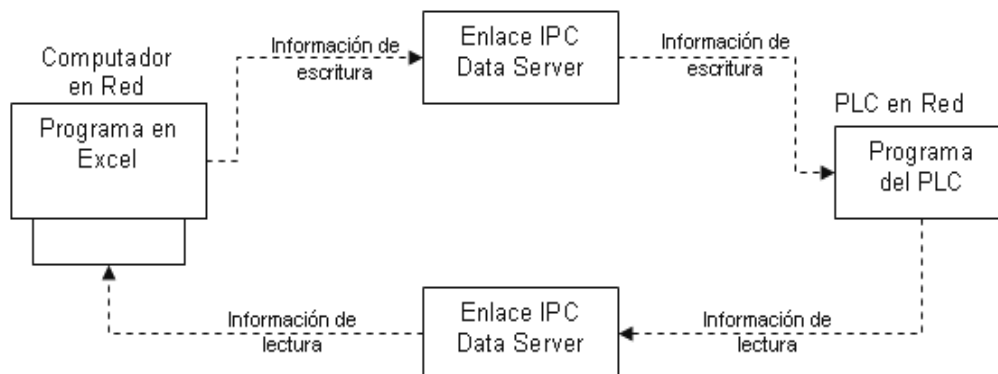 Computador
en Red
Programa en
Excel
Información de
escritura
Enlace IPC
Data Server
Información de
escritura
PLC en Red
Programa
del PLC
Información de
lectura
Enlace IPC
Data Server
Información de
lectura